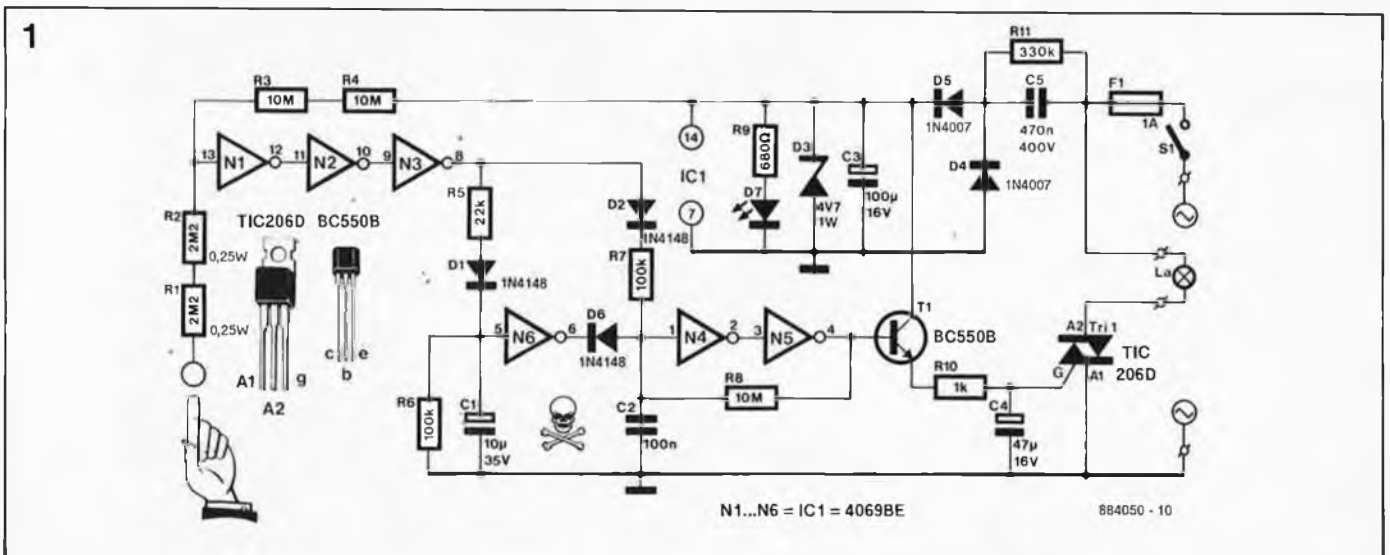 1
R11
330k
R3
10M
R4
10M
D5
1N4007
C5
470n
400V
F1
1A
S1
14
R9
680Ω
D3
4V7
1W
C3
100µ
16V
D4
1N4007
IC1
7
D7
13
N1
12
11
N2
10
9
N3
8
R5
22k
D2
1N4148
R7
100k
R2
2M2
0,25W
R1
2M2
0,25W
TIC206D
BC550B
A1
g
A2
c
e
b
D1
1N4148
5
N6
6
D6
1N4148
1
N4
2
3
N5
4
T1
BC550B
La
A2
Tri 1
G
A1
TIC
206D
R6
100k
C1
10µ
35V
C2
100n
R8
10M
R10
1k
C4
47µ
16V
N1...N6 = IC1 = 4069BE
884050 - 10